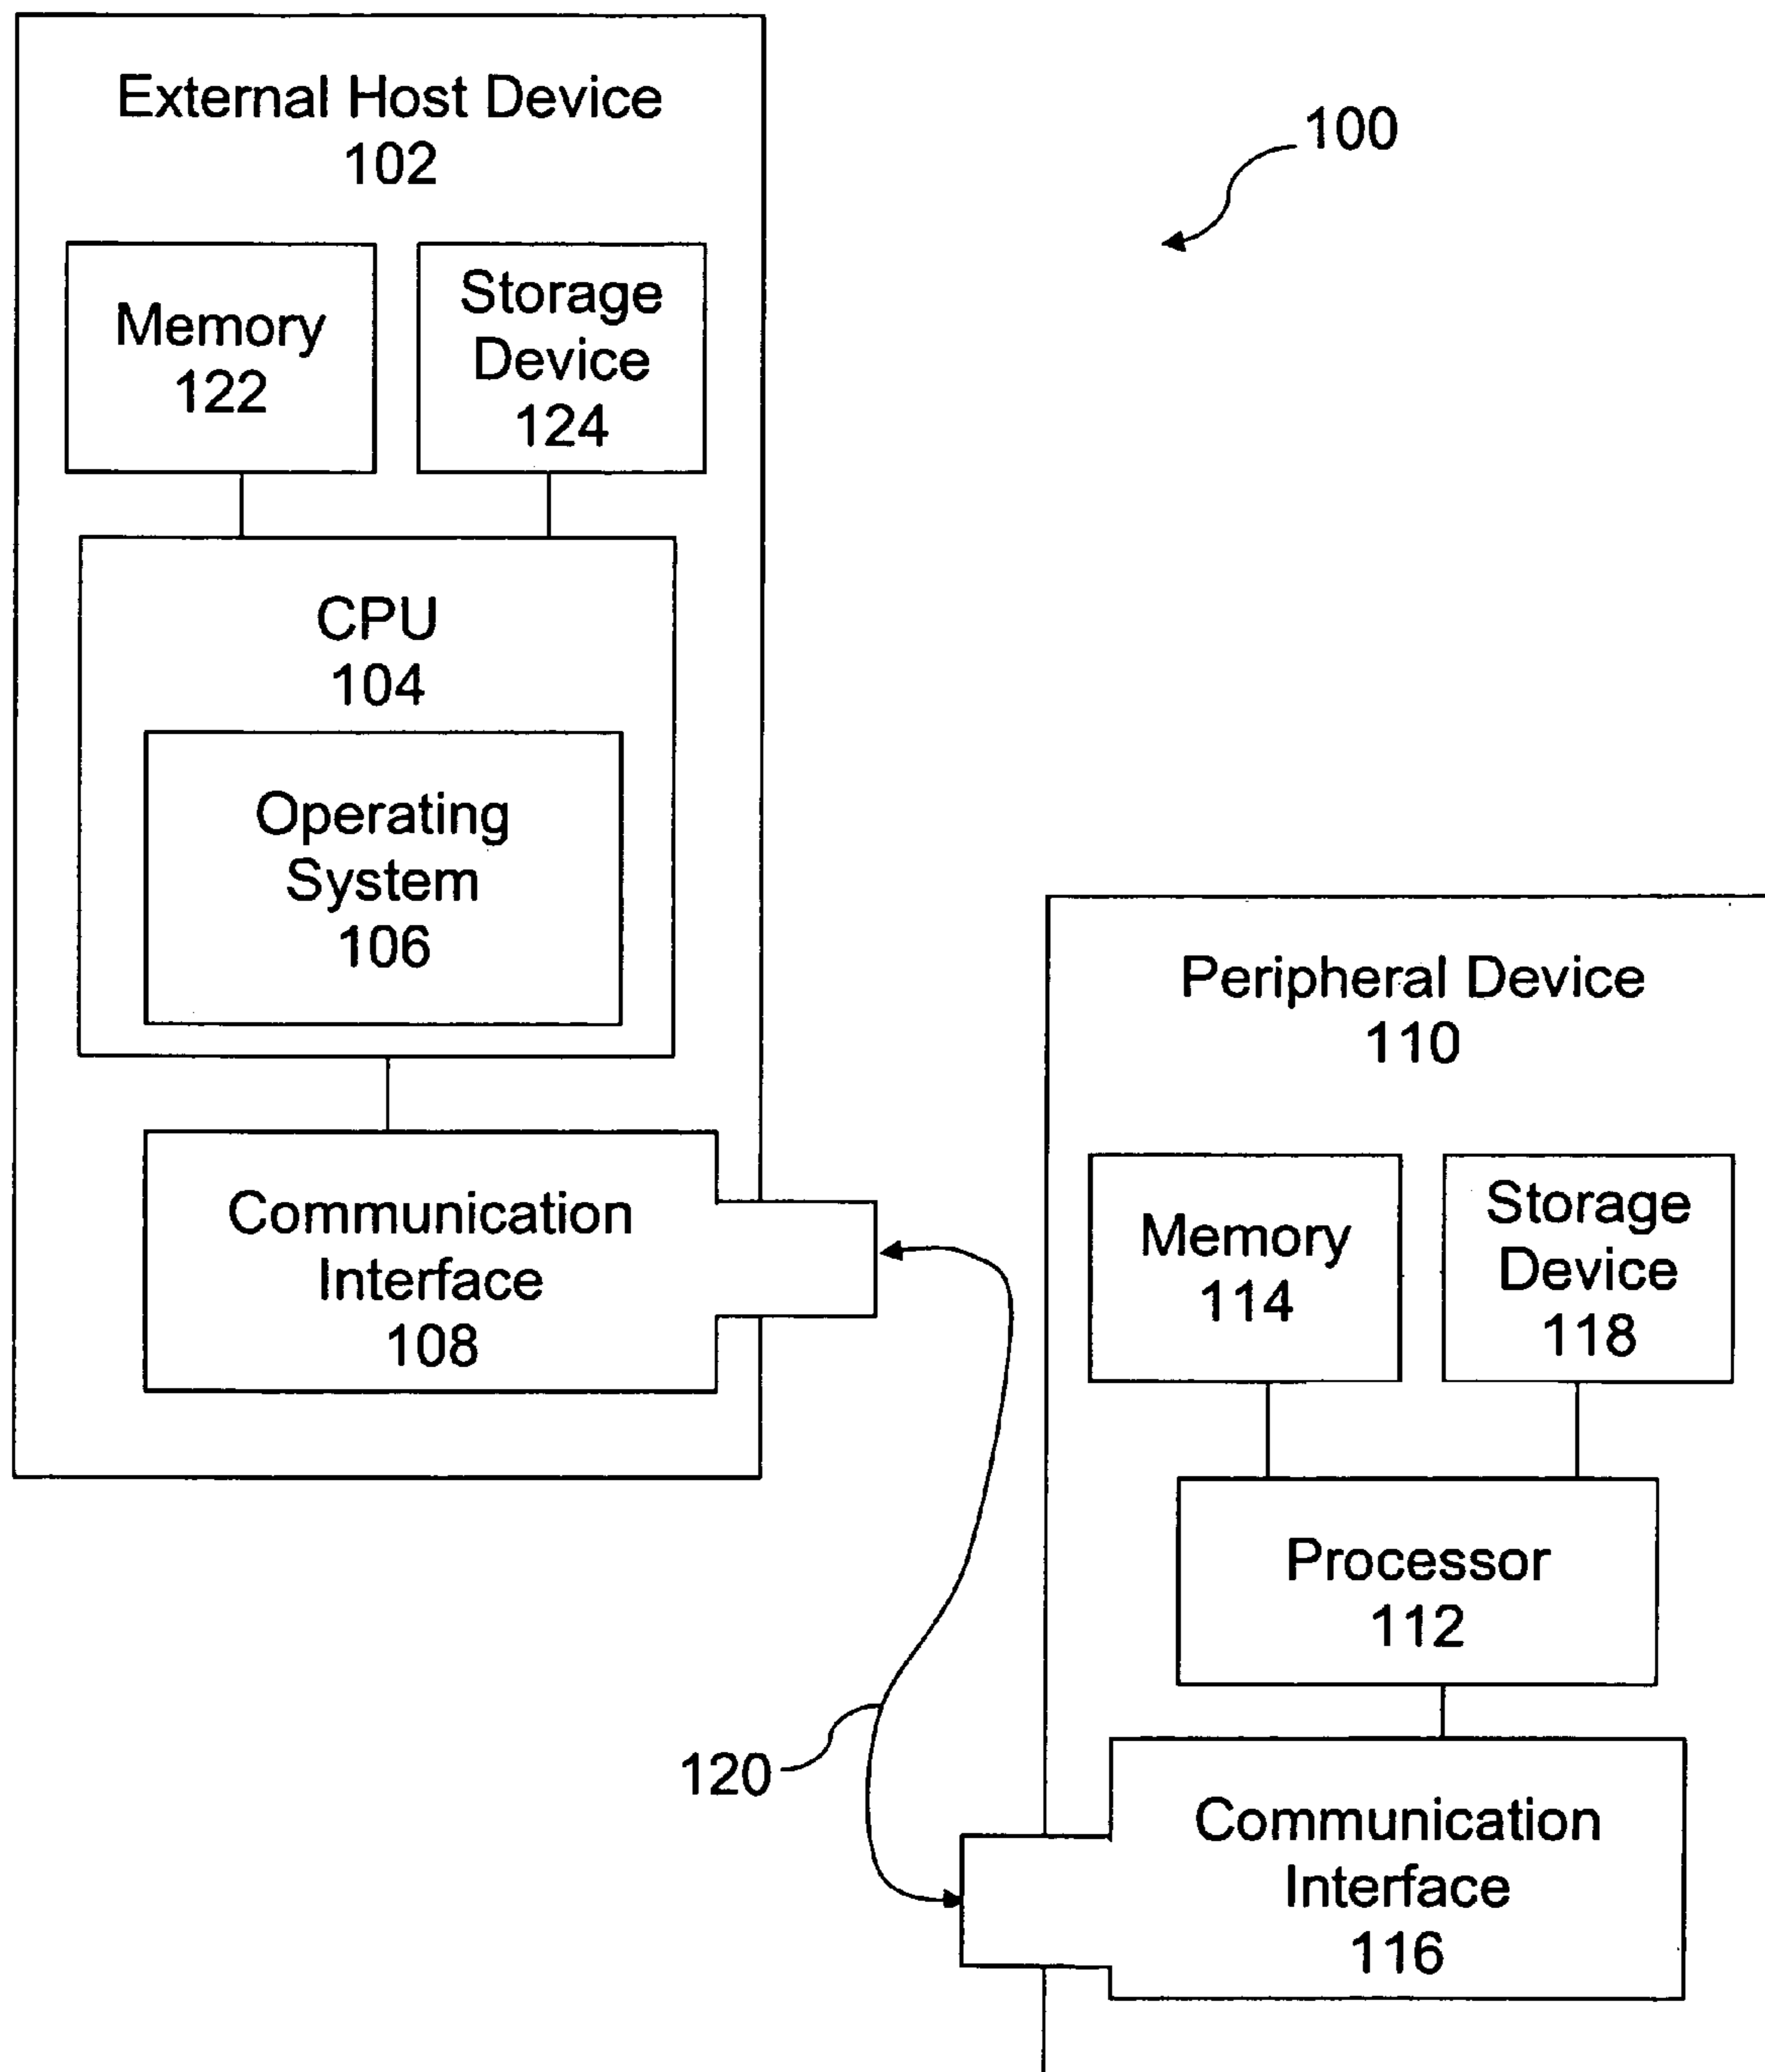 External Host Device
102
100
Memory
122
Storage
Device
124
CPU
104
Operating
System
106
Communication
Interface
108
Peripheral Device
110
Memory
114
Storage
Device
118
Processor
112
120
Communication
Interface
116